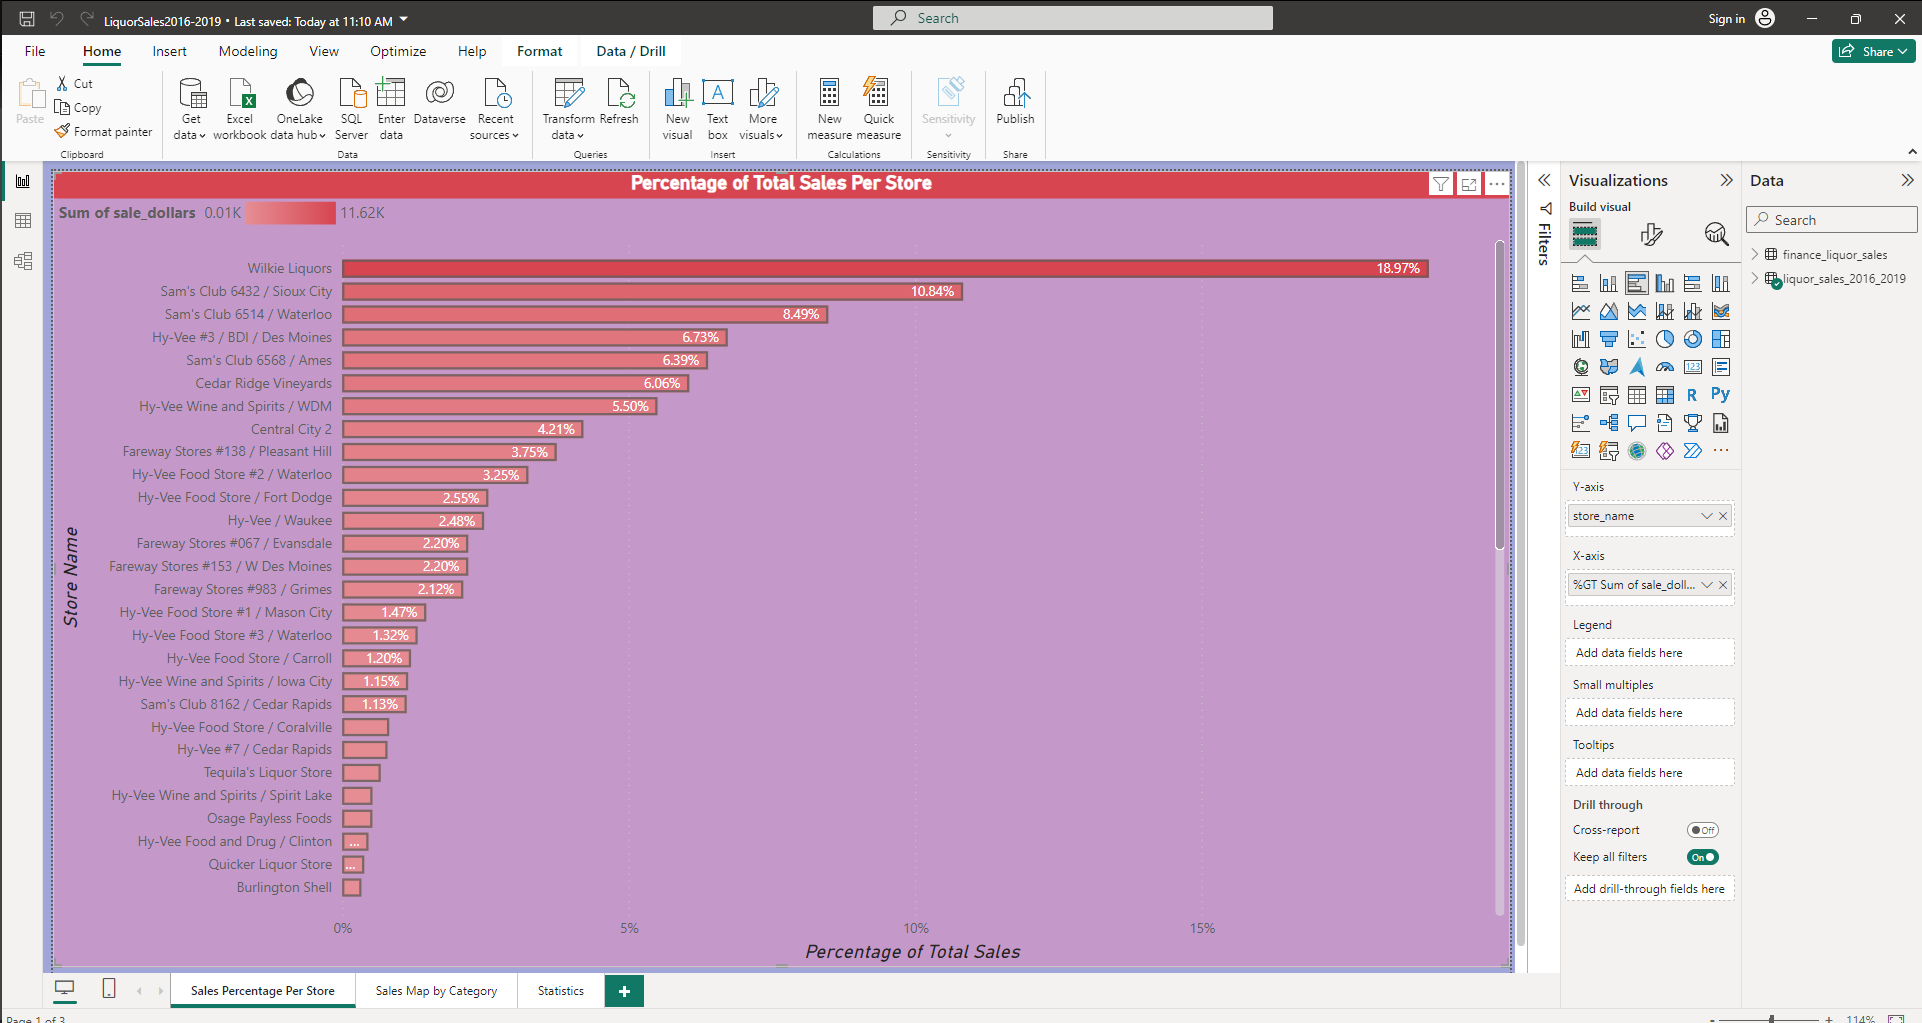 LiquorSales2016-2019 • Last saved: Today at 11:10 AM
Search
Sign in
File Home Insert Modeling View Optimize Help Format Data / Drill
Share
Paste
Cut
Copy
Format painter
Clipboard
Get data
Excel workbook
OneLake data hub
SQL Server
Enter data
Dataverse
Recent sources
Data
Transform data
Refresh
Queries
New visual
Text box
More visuals
Insert
New measure
Quick measure
Calculations
Sensitivity
Sensitivity
Publish
Share
Percentage of Total Sales Per Store
Sum of sale_dollars 0.01K 11.62K
Store Name
Wilkie Liquors 18.97%
Sam's Club 6432 / Sioux City 10.84%
Sam's Club 6514 / Waterloo 8.49%
Hy-Vee #3 / BDI / Des Moines 6.73%
Sam's Club 6568 / Ames 6.39%
Cedar Ridge Vineyards 6.06%
Hy-Vee Wine and Spirits / WDM 5.50%
Central City 2 4.21%
Fareway Stores #138 / Pleasant Hill 3.75%
Hy-Vee Food Store #2 / Waterloo 3.25%
Hy-Vee Food Store / Fort Dodge 2.55%
Hy-Vee / Waukee 2.48%
Fareway Stores #067 / Evansdale 2.20%
Fareway Stores #153 / W Des Moines 2.20%
Fareway Stores #983 / Grimes 2.12%
Hy-Vee Food Store #1 / Mason City 1.47%
Hy-Vee Food Store #3 / Waterloo 1.32%
Hy-Vee Food Store / Carroll 1.20%
Hy-Vee Wine and Spirits / Iowa City 1.15%
Sam's Club 8162 / Cedar Rapids 1.13%
Hy-Vee Food Store / Coralville
Hy-Vee #7 / Cedar Rapids
Tequila's Liquor Store
Hy-Vee Wine and Spirits / Spirit Lake
Osage Payless Foods
Hy-Vee Food and Drug / Clinton ...
Quicker Liquor Store ...
Burlington Shell
0% 5% 10% 15%
Percentage of Total Sales
Filters
Visualizations
Build visual
123
R Py
123
Y-axis
store_name
X-axis
%GT Sum of sale_doll...
Legend
Add data fields here
Small multiples
Add data fields here
Tooltips
Add data fields here
Drill through
Cross-report Off
Keep all filters On
Add drill-through fields here
Data
Search
finance_liquor_sales
liquor_sales_2016_2019
Sales Percentage Per Store
Sales Map by Category
Statistics
+
Page 1 of 3
- + 114%